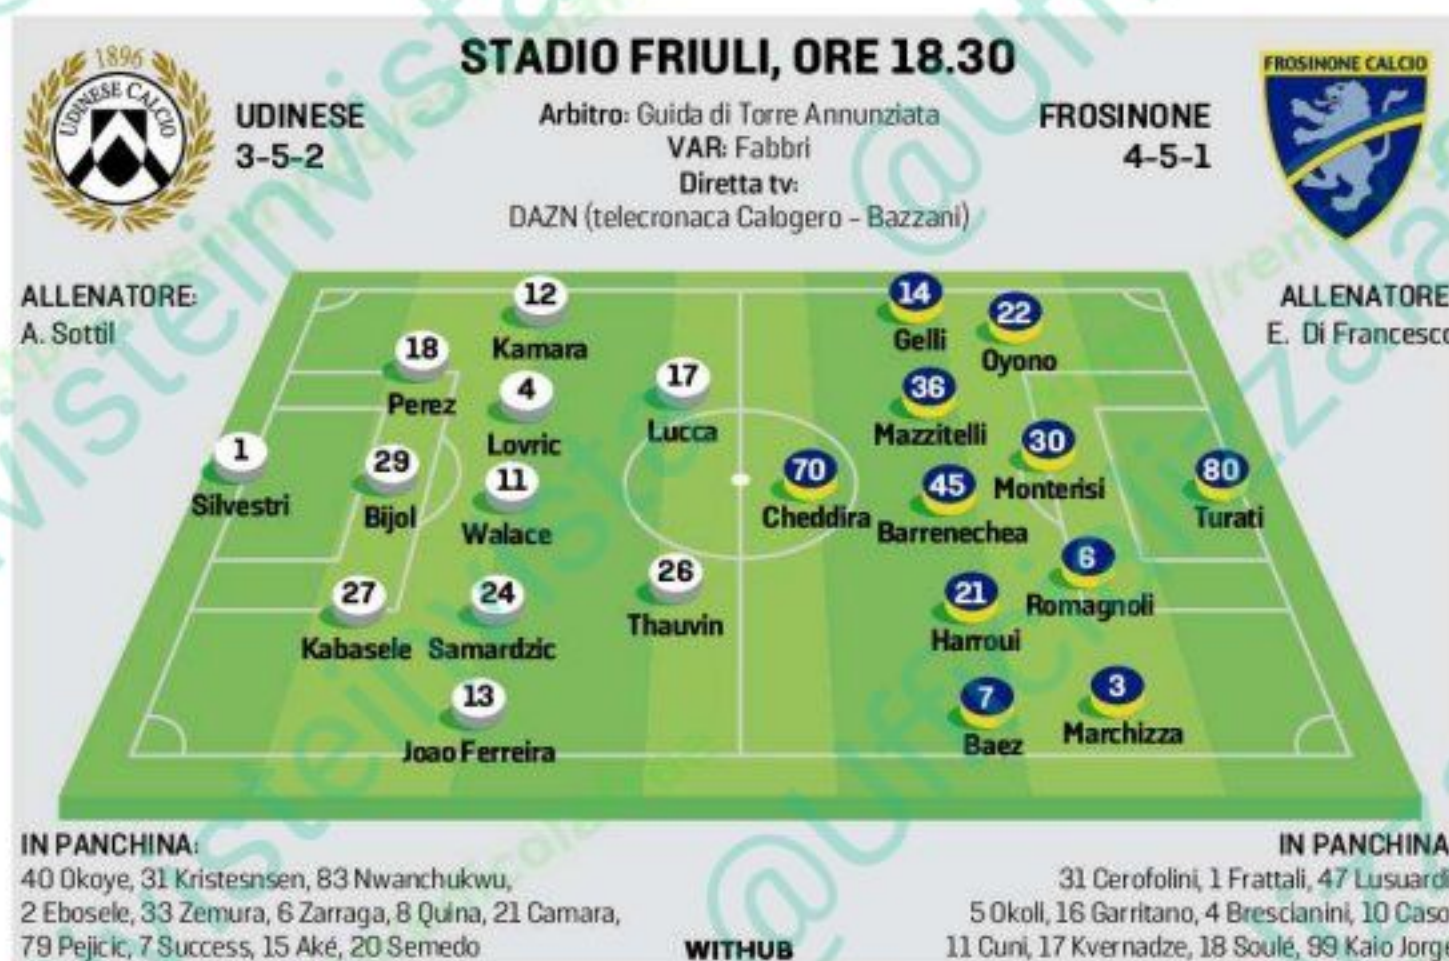 STADIO FRIULI, ORE 18.30
1896
UDINESE CALCIO
UDINESE
3-5-2
Arbitro: Guida di Torre Annunziata
VAR: Fabbri
Diretta tv:
DAZN (telecronaca Calogero - Bazzani)
FROSINONE
4-5-1
FROSINONE CALCIO
ALLENATORE:
A. Sottil
ALLENATORE
E. Di Francesco
1
Silvestri
18
Perez
29
Bijol
27
Kabasele
12
Kamara
4
Lovric
11
Walace
24
Samardzic
13
Joao Ferreira
17
Lucca
26
Thauvin
70
Cheddira
14
Gelli
36
Mazzitelli
45
Barrenechea
21
Harroui
7
Baez
22
Oyono
30
Monterisi
6
Romagnoli
3
Marchizza
80
Turati
IN PANCHINA:
40 Okoye, 31 Kristesnsen, 83 Nwanchukwu,
2 Ebosele, 33 Zemura, 6 Zarraga, 8 Quina, 21 Camara,
79 Pejicic, 7 Success, 15 Aké, 20 Semedo
WITHUB
IN PANCHINA
31 Cerofolini, 1 Frattali, 47 Lusuardi
5 Okoli, 16 Garritano, 4 Brescianini, 10 Caso
11 Cuni, 17 Kvernadze, 18 Soulé, 99 Kaio Jorge